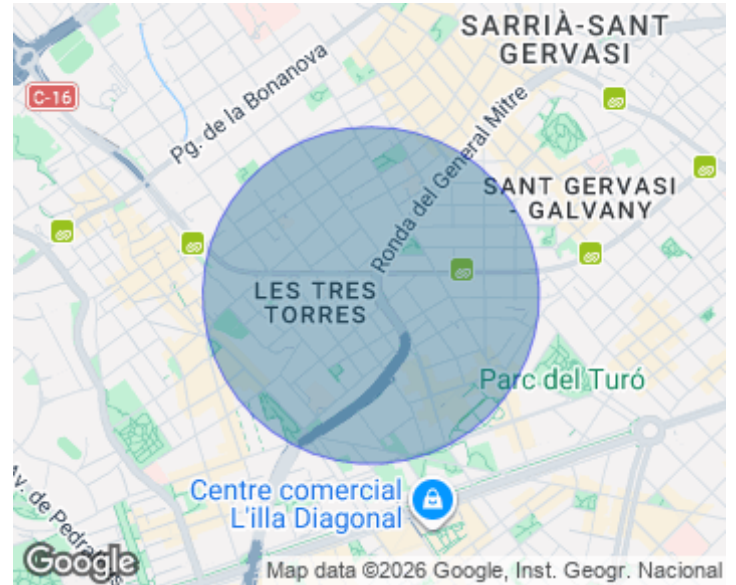 SARRIÀ-SANT
GERVASI
C-16
Pg. de la Bonanova
Ronda del General Mitre
SANT GERVASI
- GALVANY
LES TRES
TORRES
Parc del Turó
Centre comercial
L'illa Diagonal
Av. de Pedralbes
Google
Map data ©2026 Google, Inst. Geogr. Nacional